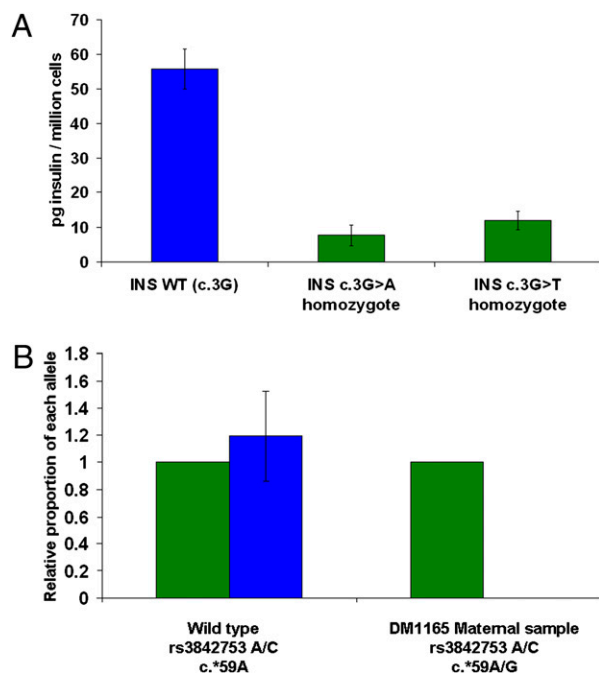 A
pg insulin / million cells
70
60
50
40
30
20
10
0
INS WT (c.3G)
INS c.3G>A
homozygote
INS c.3G>T
homozygote
B
Relative proportion of each allele
1.8
1.6
1.4
1.2
1
0.8
0.6
0.4
0.2
0
Wild type
rs3842753 A/C
c.*59A
DM1165 Maternal sample
rs3842753 A/C
c.*59A/G